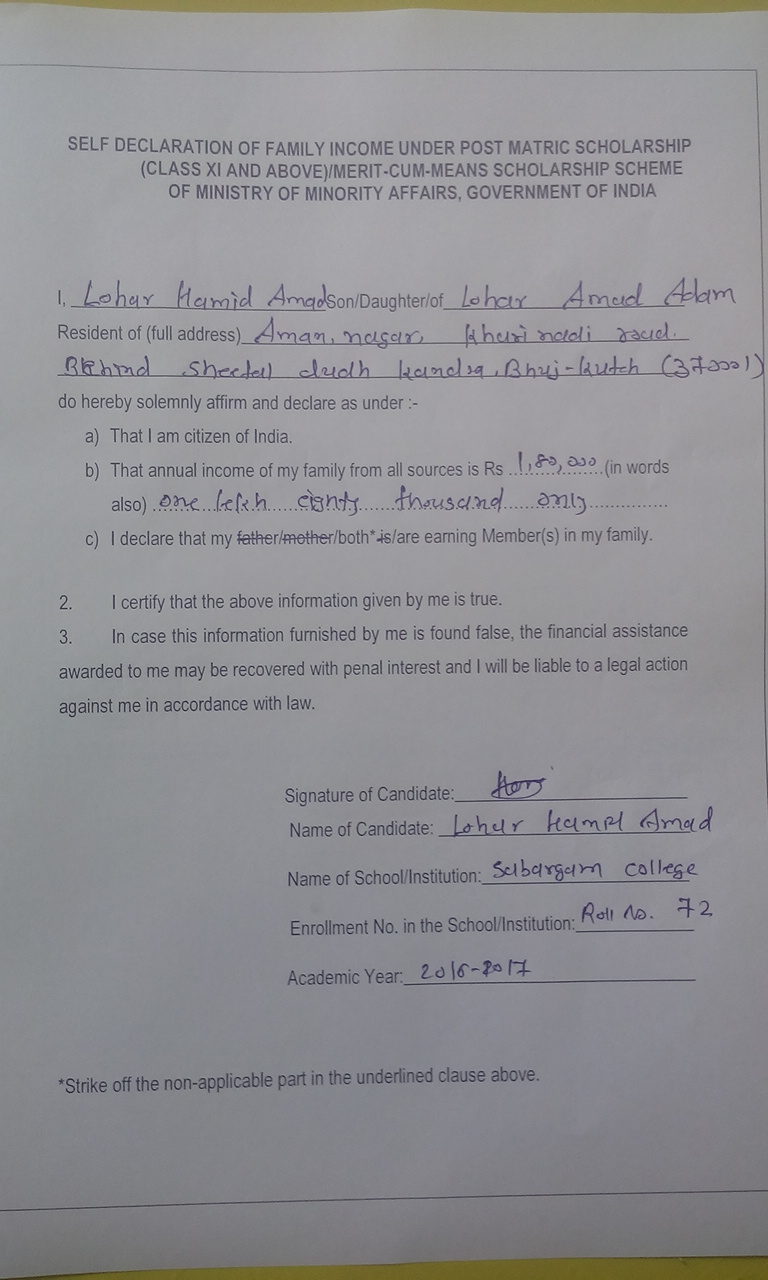 SELF DECLARATION OF FAMILY INCOME UNDER POST MATRIC SCHOLARSHIP
(CLASS XI AND ABOVE)/MERIT-CUM-MEANS SCHOLARSHIP SCHEME
OF MINISTRY OF MINORITY AFFAIRS, GOVERNMENT OF INDIA
I, Lohar Hamid Amad Son/Daughter/of Lohar Amad Adam
Resident of (full address) Aman, nagar, khari nadi road.
Behind sheetal dudh kendra, Bhuj-kutch (370001)
do hereby solemnly affirm and declare as under :-
a) That I am citizen of India.
b) That annual income of my family from all sources is Rs ..1,80,000..(in words
also) .one lakh eighty thousand only..............
c) I declare that my father/mother/both* is/are earning Member(s) in my family.
2. I certify that the above information given by me is true.
3. In case this information furnished by me is found false, the financial assistance
awarded to me may be recovered with penal interest and I will be liable to a legal action
against me in accordance with law.
Signature of Candidate:
Name of Candidate: Lohar Hamid Amad
Name of School/Institution: Sabargam college
Enrollment No. in the School/Institution: Roll No. 72
Academic Year: 2016-2017
*Strike off the non-applicable part in the underlined clause above.